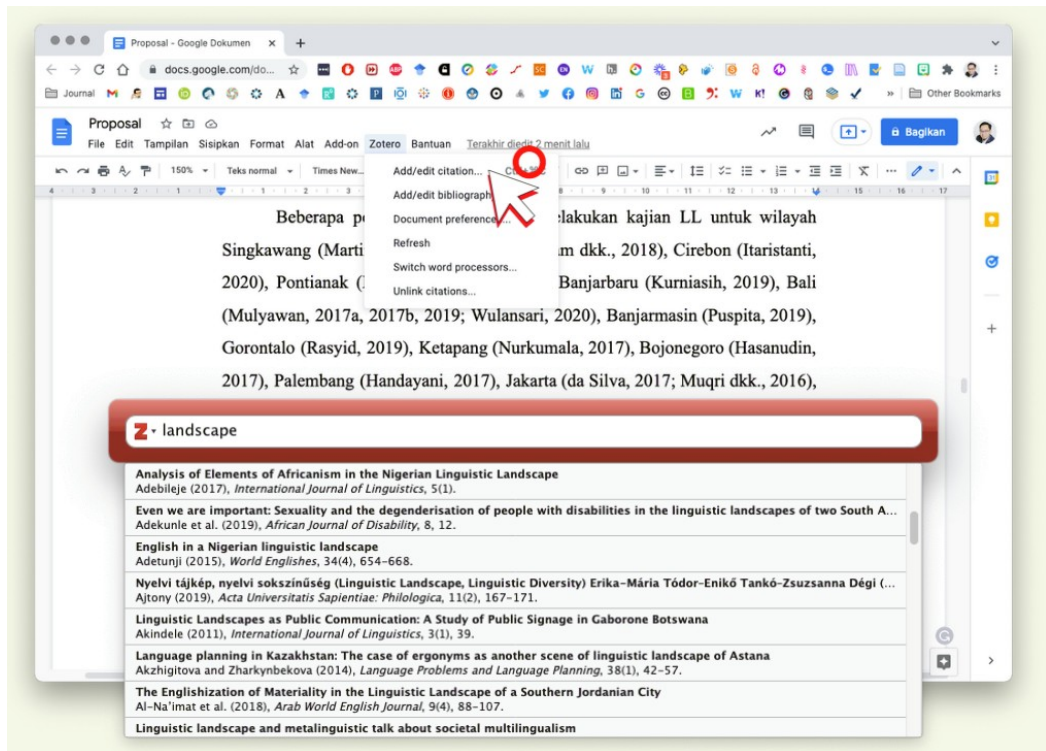 Proposal - Google Dokumen
docs.google.com/do...
Journal
Other Bookmarks
Proposal
File Edit Tampilan Sisipkan Format Alat Add-on Zotero Bantuan Terakhir diedit 2 menit lalu
Bagikan
150% Teks normal Times New...
Add/edit citation...
Add/edit bibliograph
Document preference
Refresh
Switch word processors...
Unlink citations...
Beberapa elakukan kajian LL untuk wilayah
Singkawang (Marti dkk., 2018), Cirebon (Itaristanti,
2020), Pontianak ( Banjarbaru (Kurniasih, 2019), Bali
(Mulyawan, 2017a, 2017b, 2019; Wulansari, 2020), Banjarmasin (Puspita, 2019),
Gorontalo (Rasyid, 2019), Ketapang (Nurkumala, 2017), Bojonegoro (Hasanudin,
2017), Palembang (Handayani, 2017), Jakarta (da Silva, 2017; Muqri dkk., 2016),
Z landscape
Analysis of Elements of Africanism in the Nigerian Linguistic Landscape
Adebileje (2017), International Journal of Linguistics, 5(1).
Even we are important: Sexuality and the degenderisation of people with disabilities in the linguistic landscapes of two South A...
Adekunle et al. (2019), African Journal of Disability, 8, 12.
English in a Nigerian linguistic landscape
Adetunji (2015), World Englishes, 34(4), 654–668.
Nyelvi tájkép, nyelvi sokszínűség (Linguistic Landscape, Linguistic Diversity) Erika-Mária Tódor-Enikő Tankó-Zsuzsanna Dégi (...
Ajtony (2019), Acta Universitatis Sapientiae: Philologica, 11(2), 167–171.
Linguistic Landscapes as Public Communication: A Study of Public Signage in Gaborone Botswana
Akindele (2011), International Journal of Linguistics, 3(1), 39.
Language planning in Kazakhstan: The case of ergonyms as another scene of linguistic landscape of Astana
Akzhigitova and Zharkynbekova (2014), Language Problems and Language Planning, 38(1), 42–57.
The Englishization of Materiality in the Linguistic Landscape of a Southern Jordanian City
Al-Na'imat et al. (2018), Arab World English Journal, 9(4), 88–107.
Linguistic landscape and metalinguistic talk about societal multilingualism